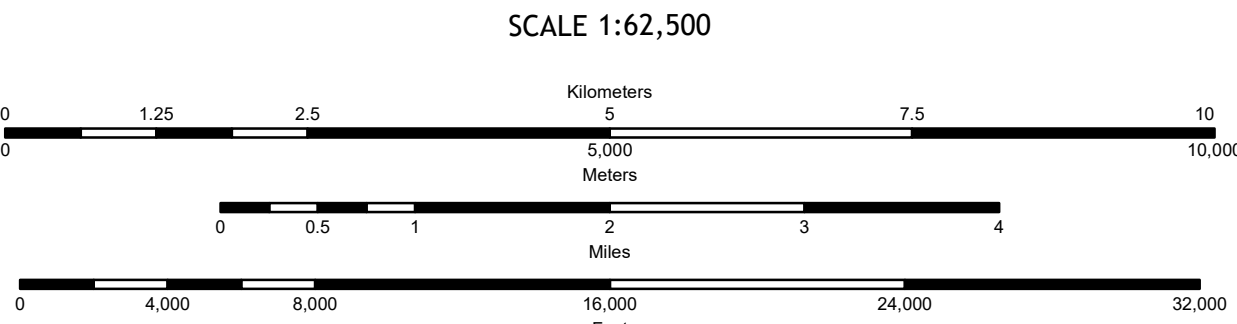 SCALE 1:62,500
Kilometers
0 1.25 2.5 5 7.5 10
0 5,000 10,000
Meters
0 0.5 1 2 3 4
Miles
0 4,000 8,000 16,000 24,000 32,000
Feet